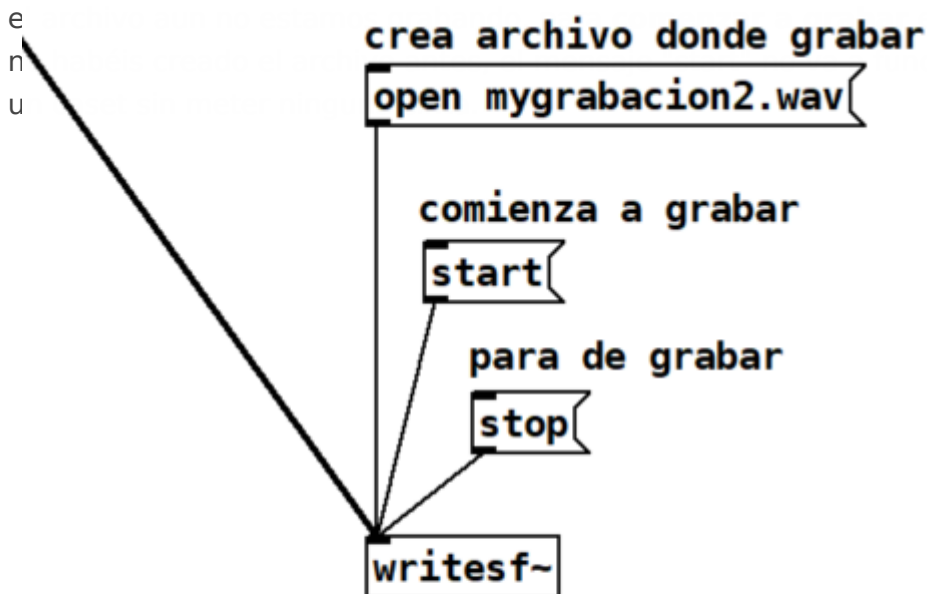 e
n
u
crea archivo donde grabar
open mygrabacion2.wav
comienza a grabar
start
para de grabar
stop
writesf~